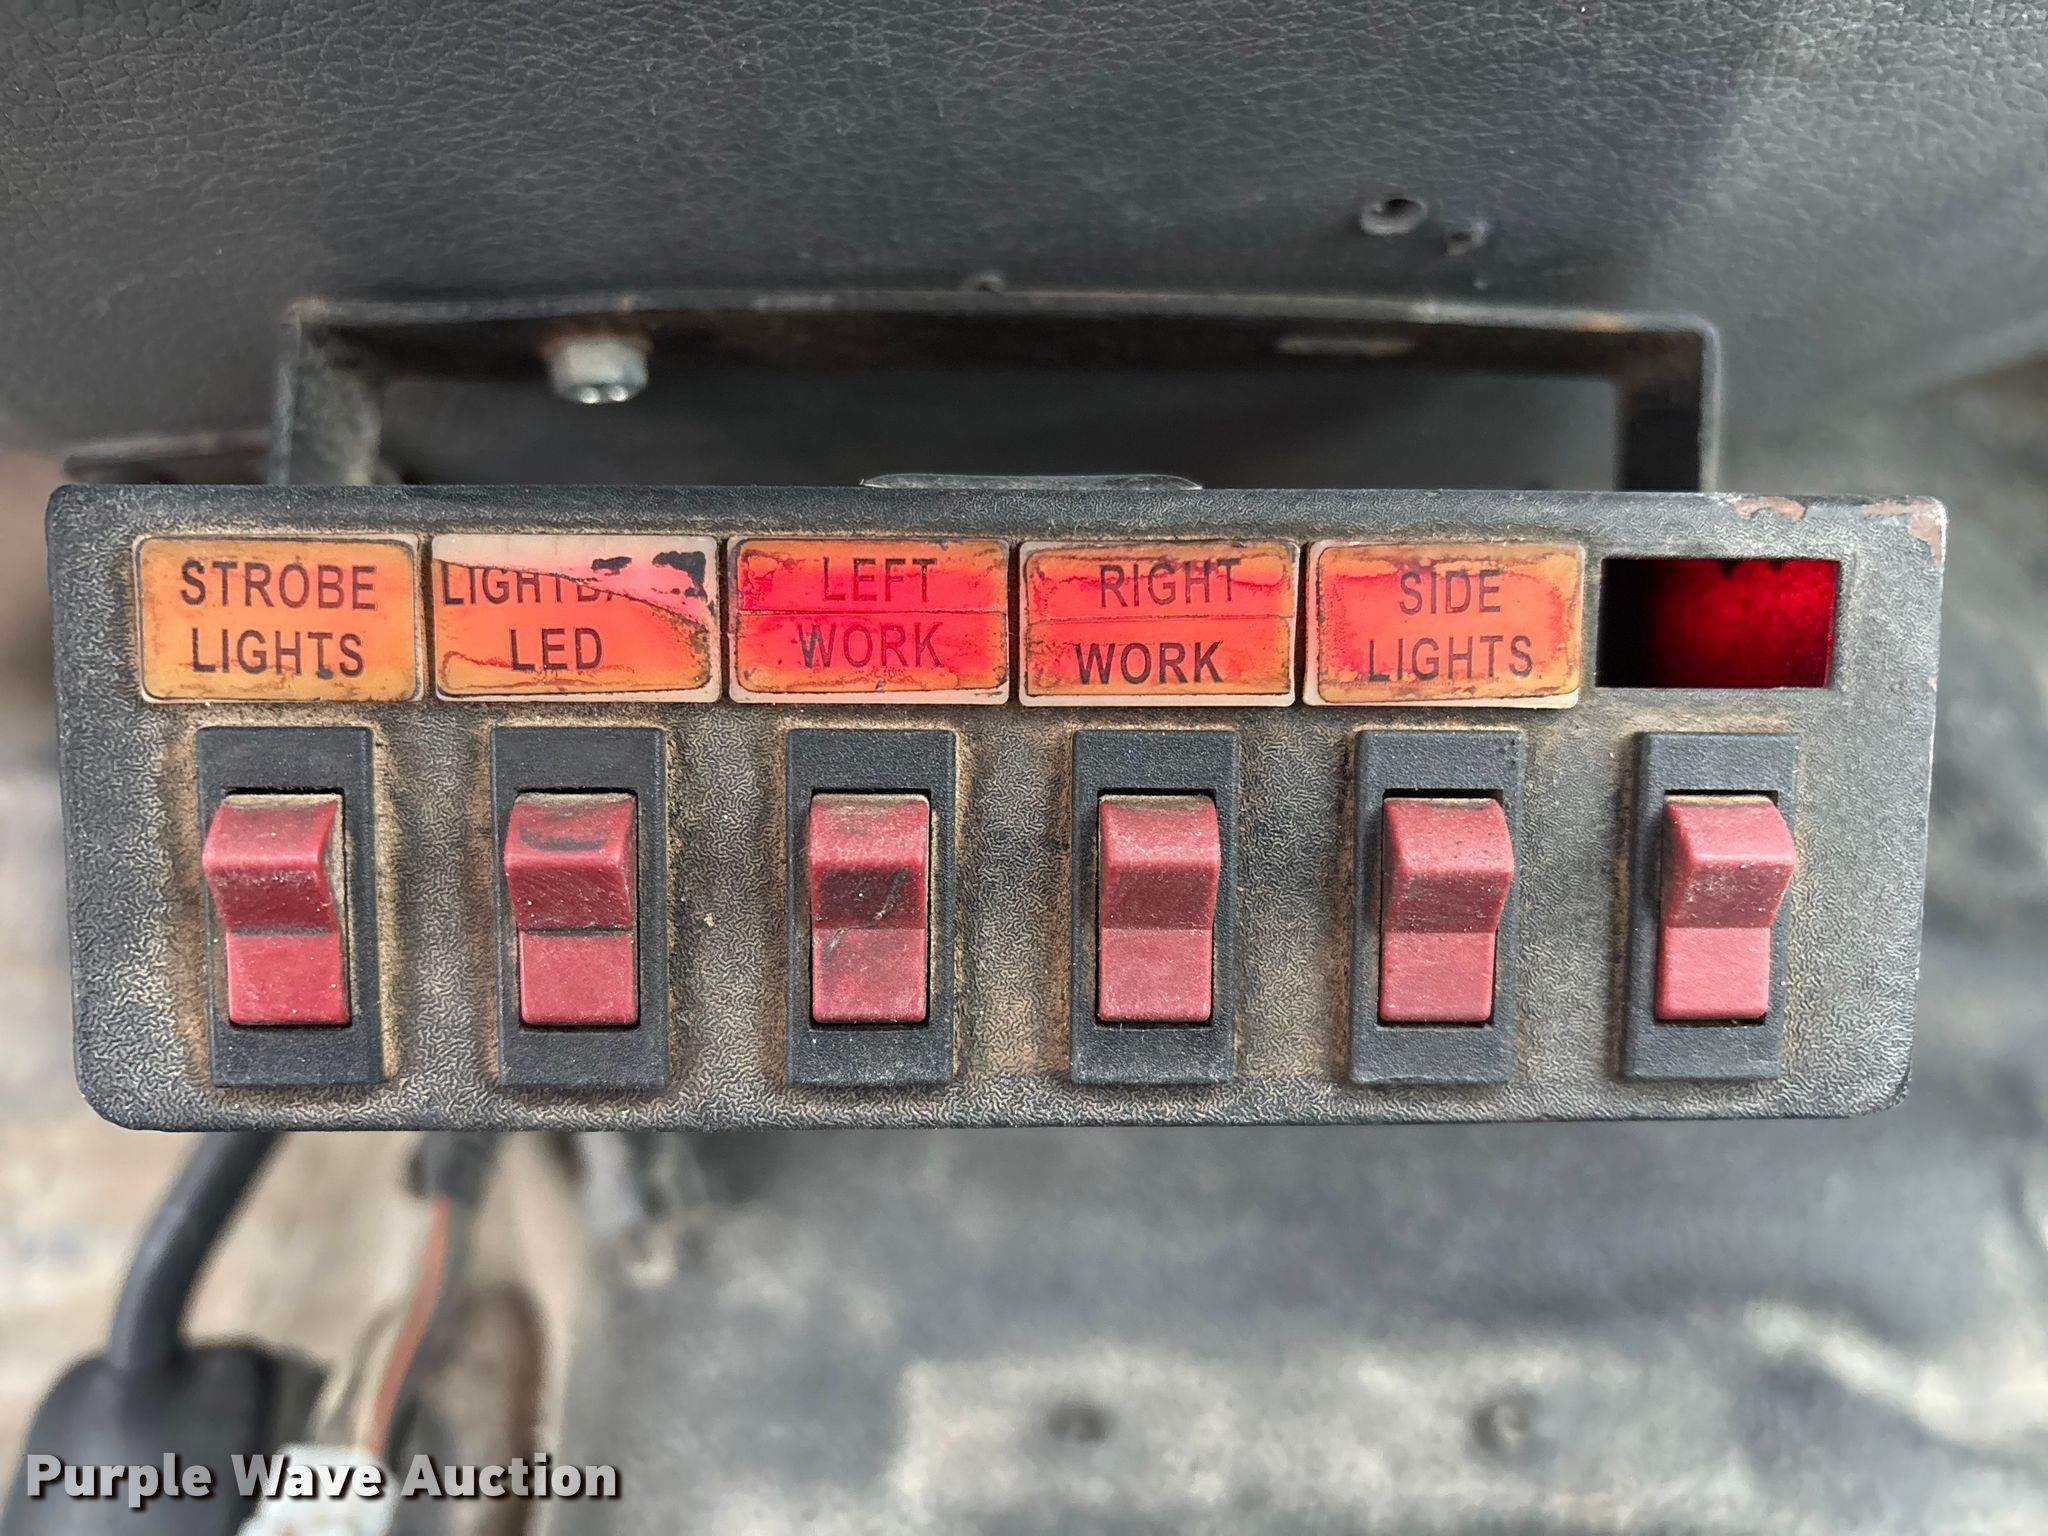 STROBE
LIGHTS
LED
LEFT
WORK
RIGHT
WORK
SIDE
LIGHTS
Purple Wave Auction